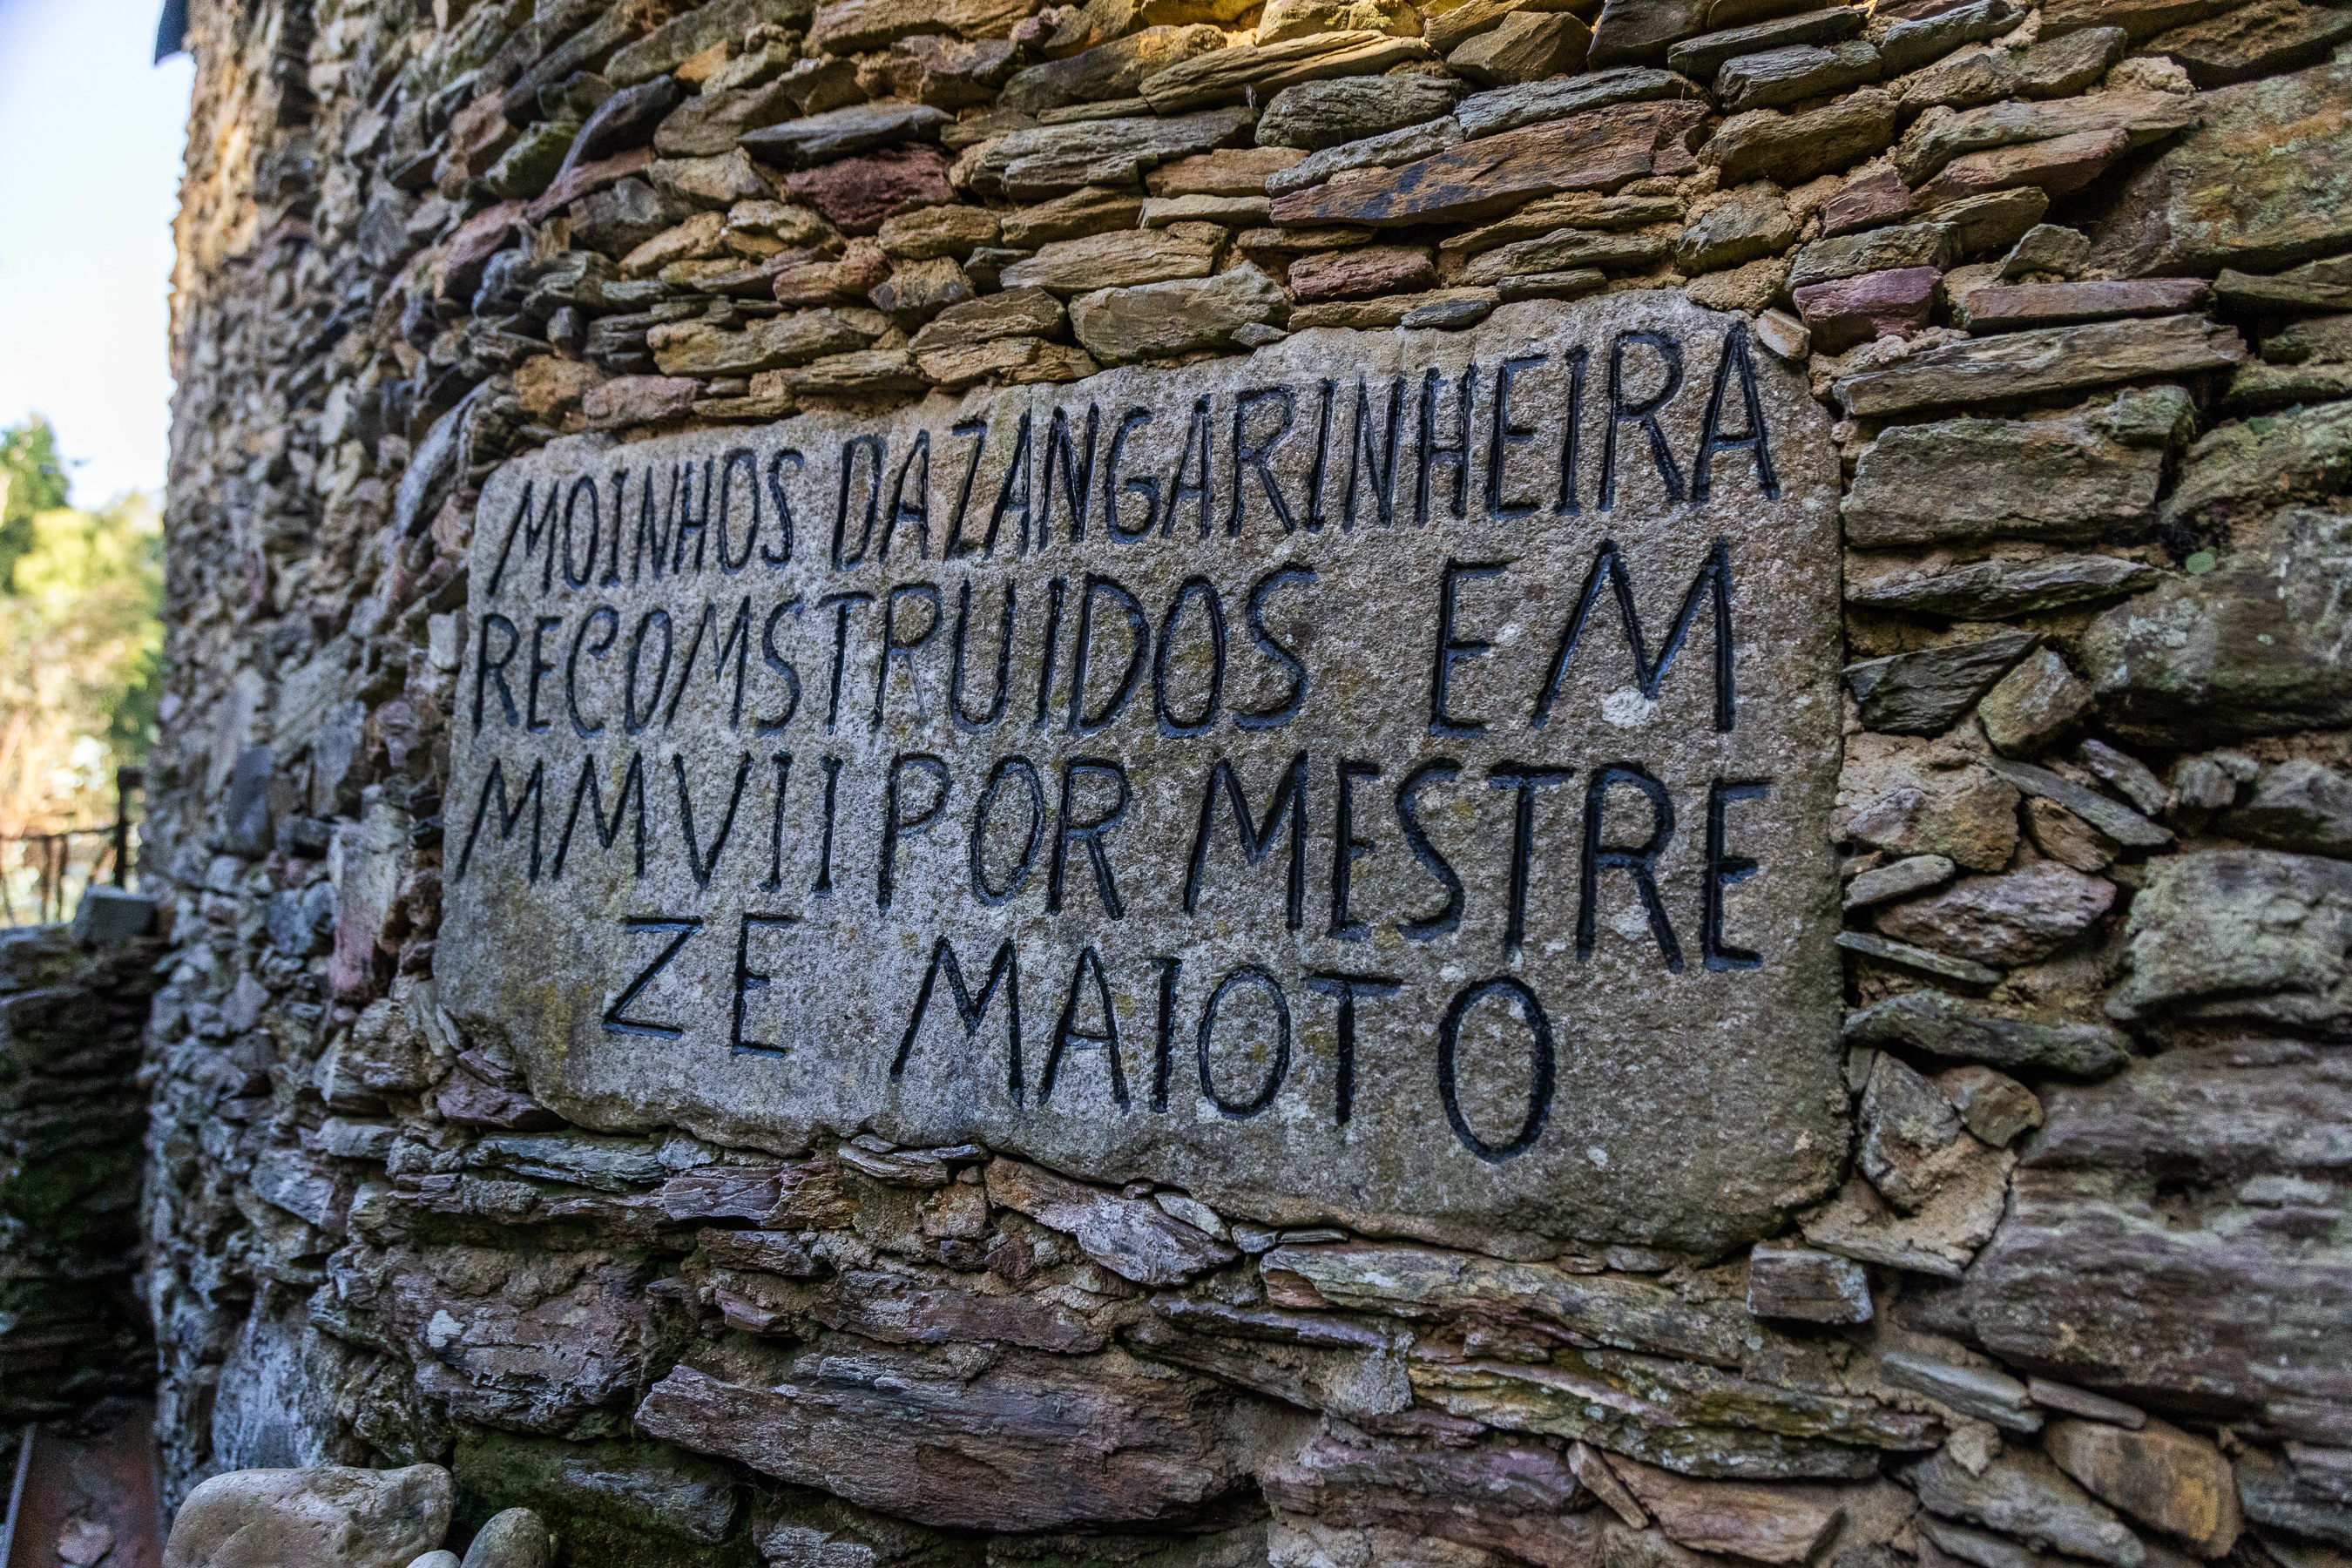 MOINHOS DA ZANGARINHEIRA
RECOMSTRUIDOS EM
MMVII POR MESTRE
ZE MAIOTO